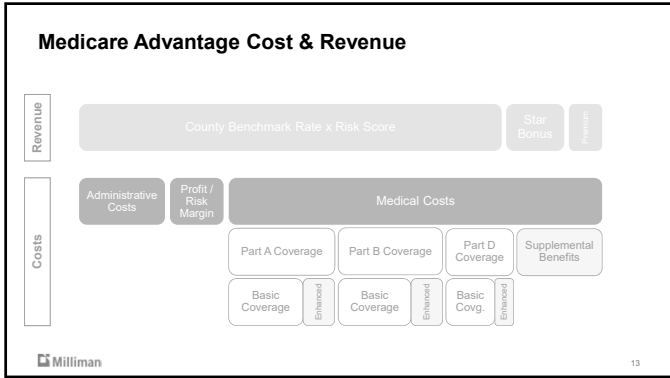 Medicare Advantage Cost & Revenue
Revenue
County Benchmark Rate x Risk Score
Star
Bonus
Premium
Costs
Administrative
Costs
Profit /
Risk
Margin
Medical Costs
Part A Coverage
Part B Coverage
Part D
Coverage
Supplemental
Benefits
Basic
Coverage
Enhanced
Basic
Coverage
Enhanced
Basic
Covg.
Enhanced
Milliman
13